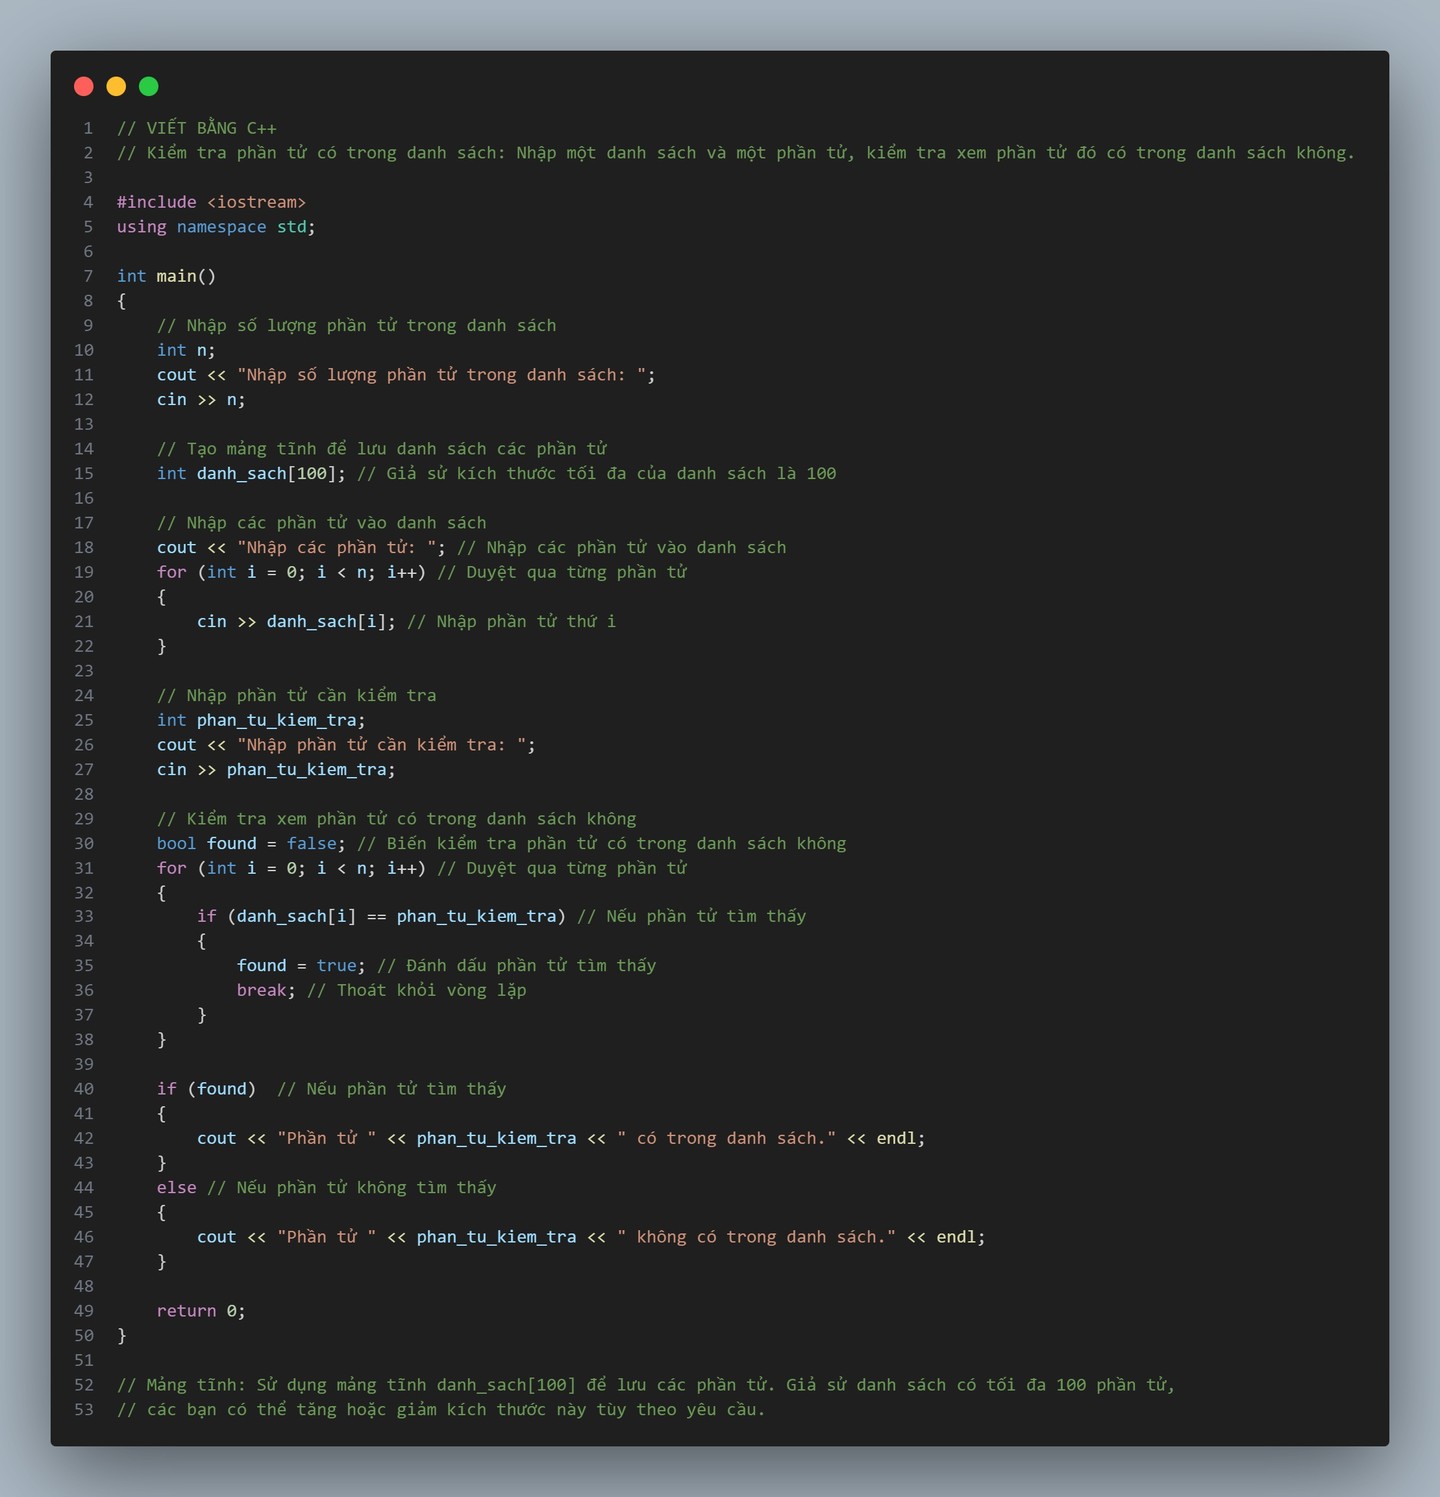 1 // VIẾT BẰNG C++
2 // Kiểm tra phần tử có trong danh sách: Nhập một danh sách và một phần tử, kiểm tra xem phần tử đó có trong danh sách không.
3
4 #include <iostream>
5 using namespace std;
6
7 int main()
8 {
9     // Nhập số lượng phần tử trong danh sách
10     int n;
11     cout << "Nhập số lượng phần tử trong danh sách: ";
12     cin >> n;
13
14     // Tạo mảng tĩnh để lưu danh sách các phần tử
15     int danh_sach[100]; // Giả sử kích thước tối đa của danh sách là 100
16
17     // Nhập các phần tử vào danh sách
18     cout << "Nhập các phần tử: "; // Nhập các phần tử vào danh sách
19     for (int i = 0; i < n; i++) // Duyệt qua từng phần tử
20     {
21         cin >> danh_sach[i]; // Nhập phần tử thứ i
22     }
23
24     // Nhập phần tử cần kiểm tra
25     int phan_tu_kiem_tra;
26     cout << "Nhập phần tử cần kiểm tra: ";
27     cin >> phan_tu_kiem_tra;
28
29     // Kiểm tra xem phần tử có trong danh sách không
30     bool found = false; // Biến kiểm tra phần tử có trong danh sách không
31     for (int i = 0; i < n; i++) // Duyệt qua từng phần tử
32     {
33         if (danh_sach[i] == phan_tu_kiem_tra) // Nếu phần tử tìm thấy
34         {
35             found = true; // Đánh dấu phần tử tìm thấy
36             break; // Thoát khỏi vòng lặp
37         }
38     }
39
40     if (found)  // Nếu phần tử tìm thấy
41     {
42         cout << "Phần tử " << phan_tu_kiem_tra << " có trong danh sách." << endl;
43     }
44     else // Nếu phần tử không tìm thấy
45     {
46         cout << "Phần tử " << phan_tu_kiem_tra << " không có trong danh sách." << endl;
47     }
48
49     return 0;
50 }
51
52 // Mảng tĩnh: Sử dụng mảng tĩnh danh_sach[100] để lưu các phần tử. Giả sử danh sách có tối đa 100 phần tử,
53 // các bạn có thể tăng hoặc giảm kích thước này tùy theo yêu cầu.